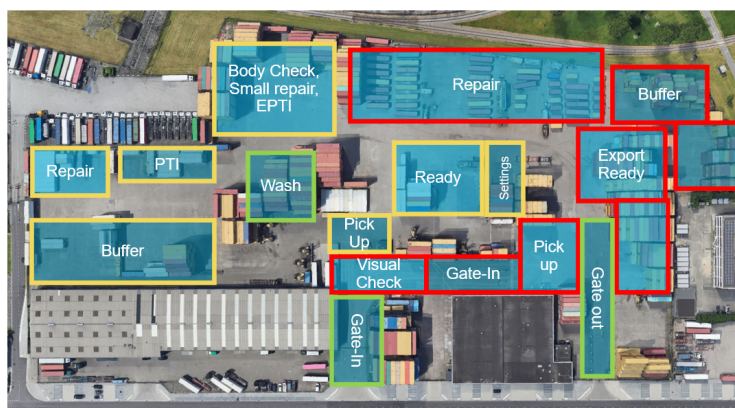 Body Check,
Small repair,
EPTI
Repair
Buffer
Repair
PTI
Wash
Ready
Settings
Export
Ready
Buffer
Pick
Up
Visual
Check
Gate-In
Pick
up
Gate out
Gate-In